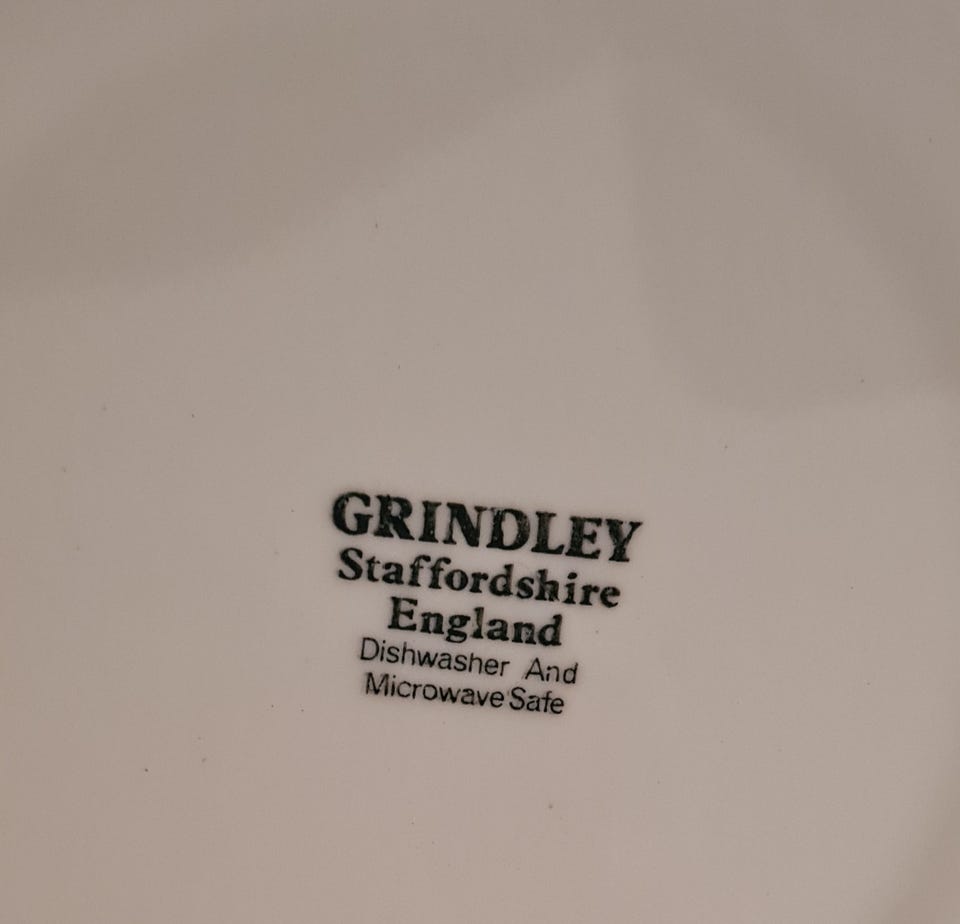 GRINDLEY
Staffordshire
England
Dishwasher And
Microwave Safe